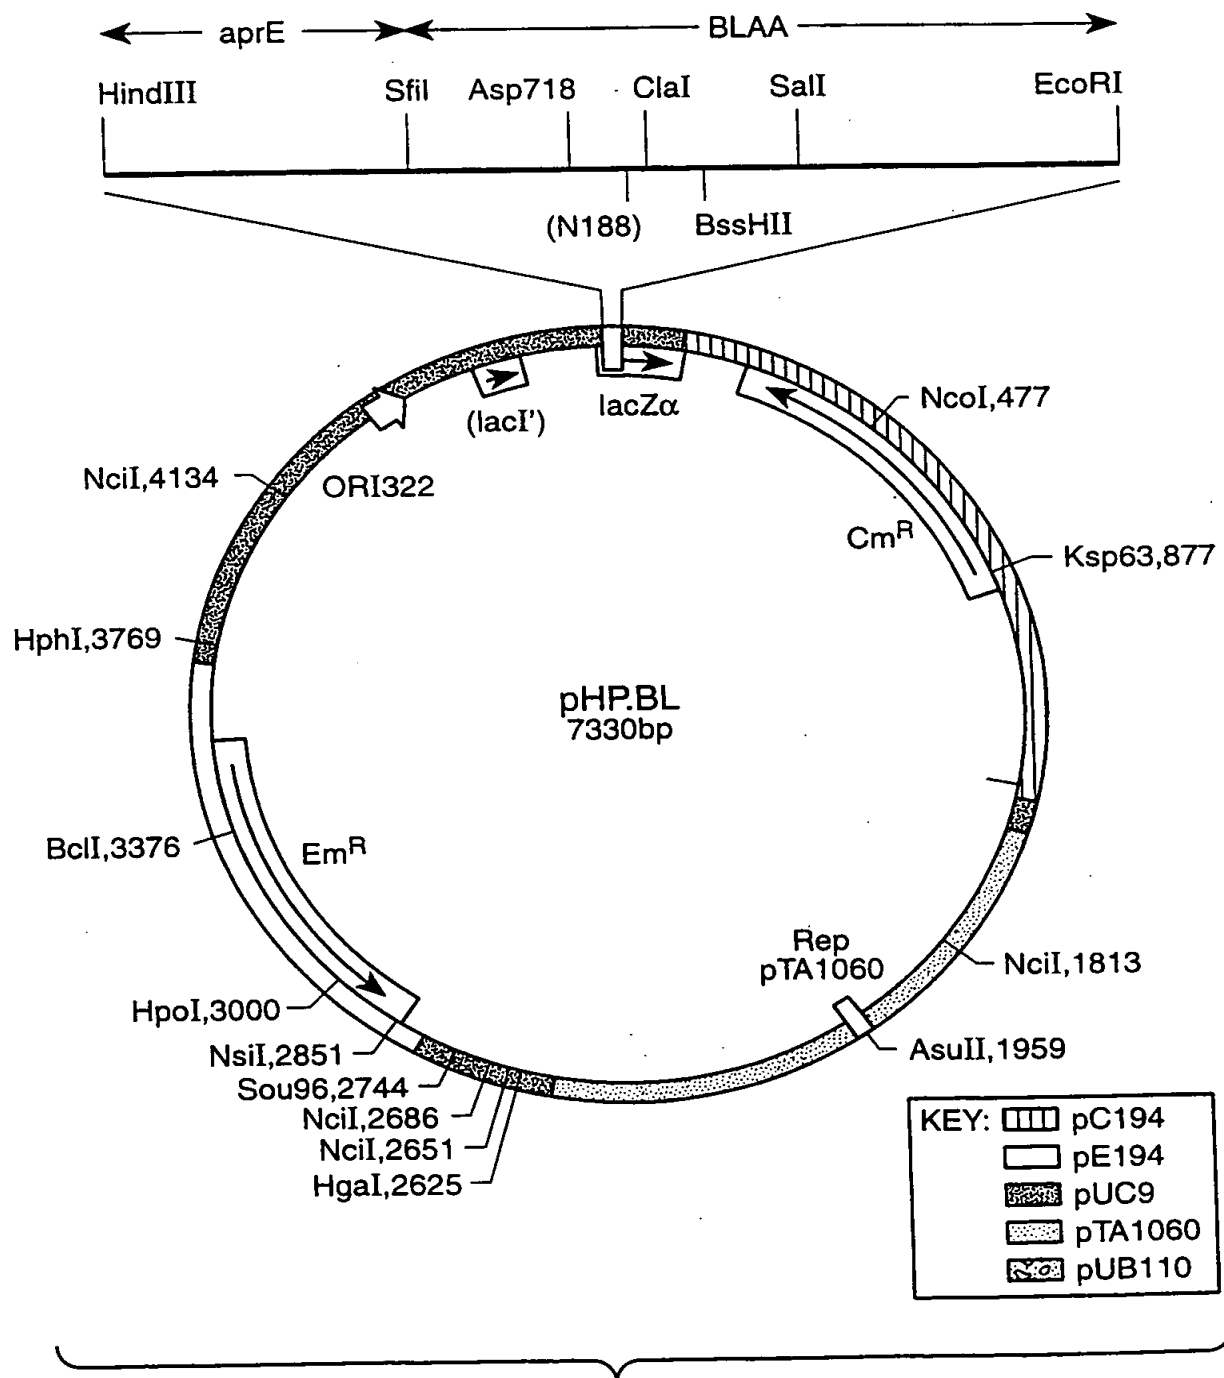 aprE
BLAA
HindIII
SfiI
Asp718
ClaI
SalI
EcoRI
(N188)
BssHII
(lacI')
lacZα
NcoI,477
NciI,4134
ORI322
CmR
Ksp63,877
HphI,3769
pHP.BL
7330bp
BclI,3376
EmR
Rep
pTA1060
NciI,1813
HpoI,3000
NsiI,2851
AsuII,1959
Sou96,2744
NciI,2686
NciI,2651
HgaI,2625
KEY:
pC194
pE194
pUC9
pTA1060
pUB110